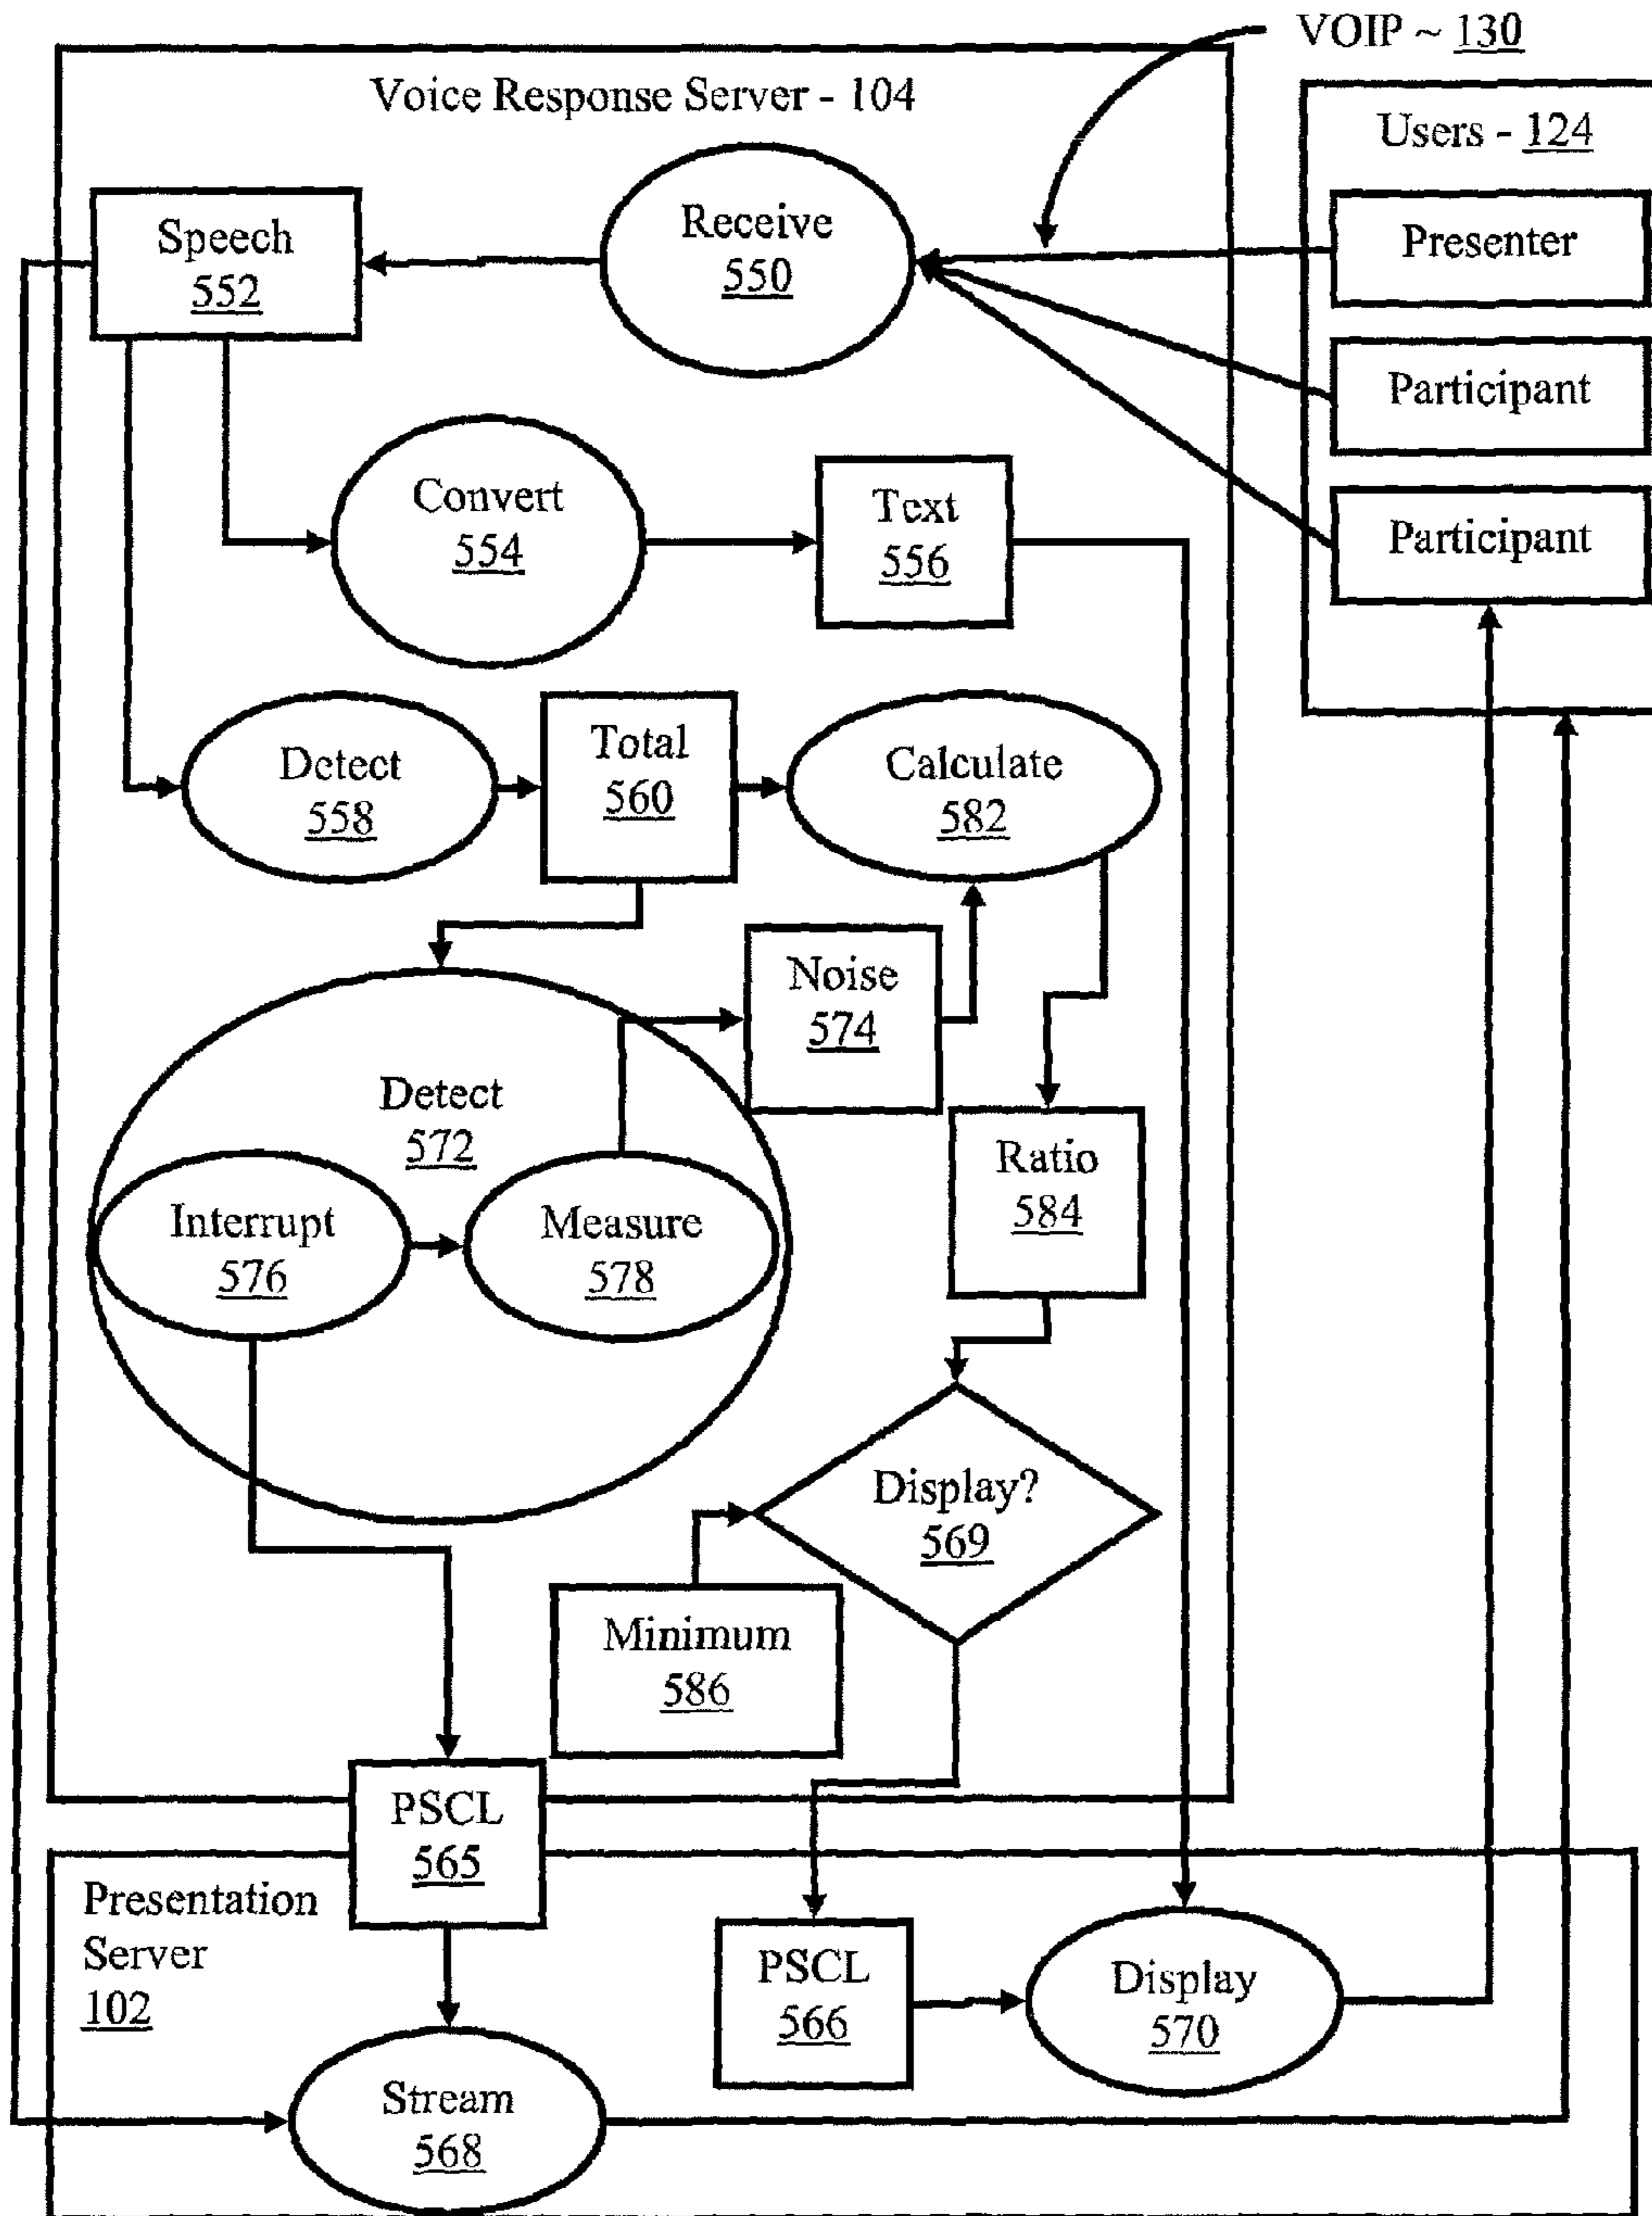 VOIP ~ 130
Voice Response Server - 104
Users - 124
Presenter
Participant
Participant
Speech
552
Receive
550
Convert
554
Text
556
Detect
558
Total
560
Calculate
582
Noise
574
Detect
572
Interrupt
576
Measure
578
Ratio
584
Display?
569
Minimum
586
PSCL
565
Presentation
Server
102
PSCL
566
Display
570
Stream
568